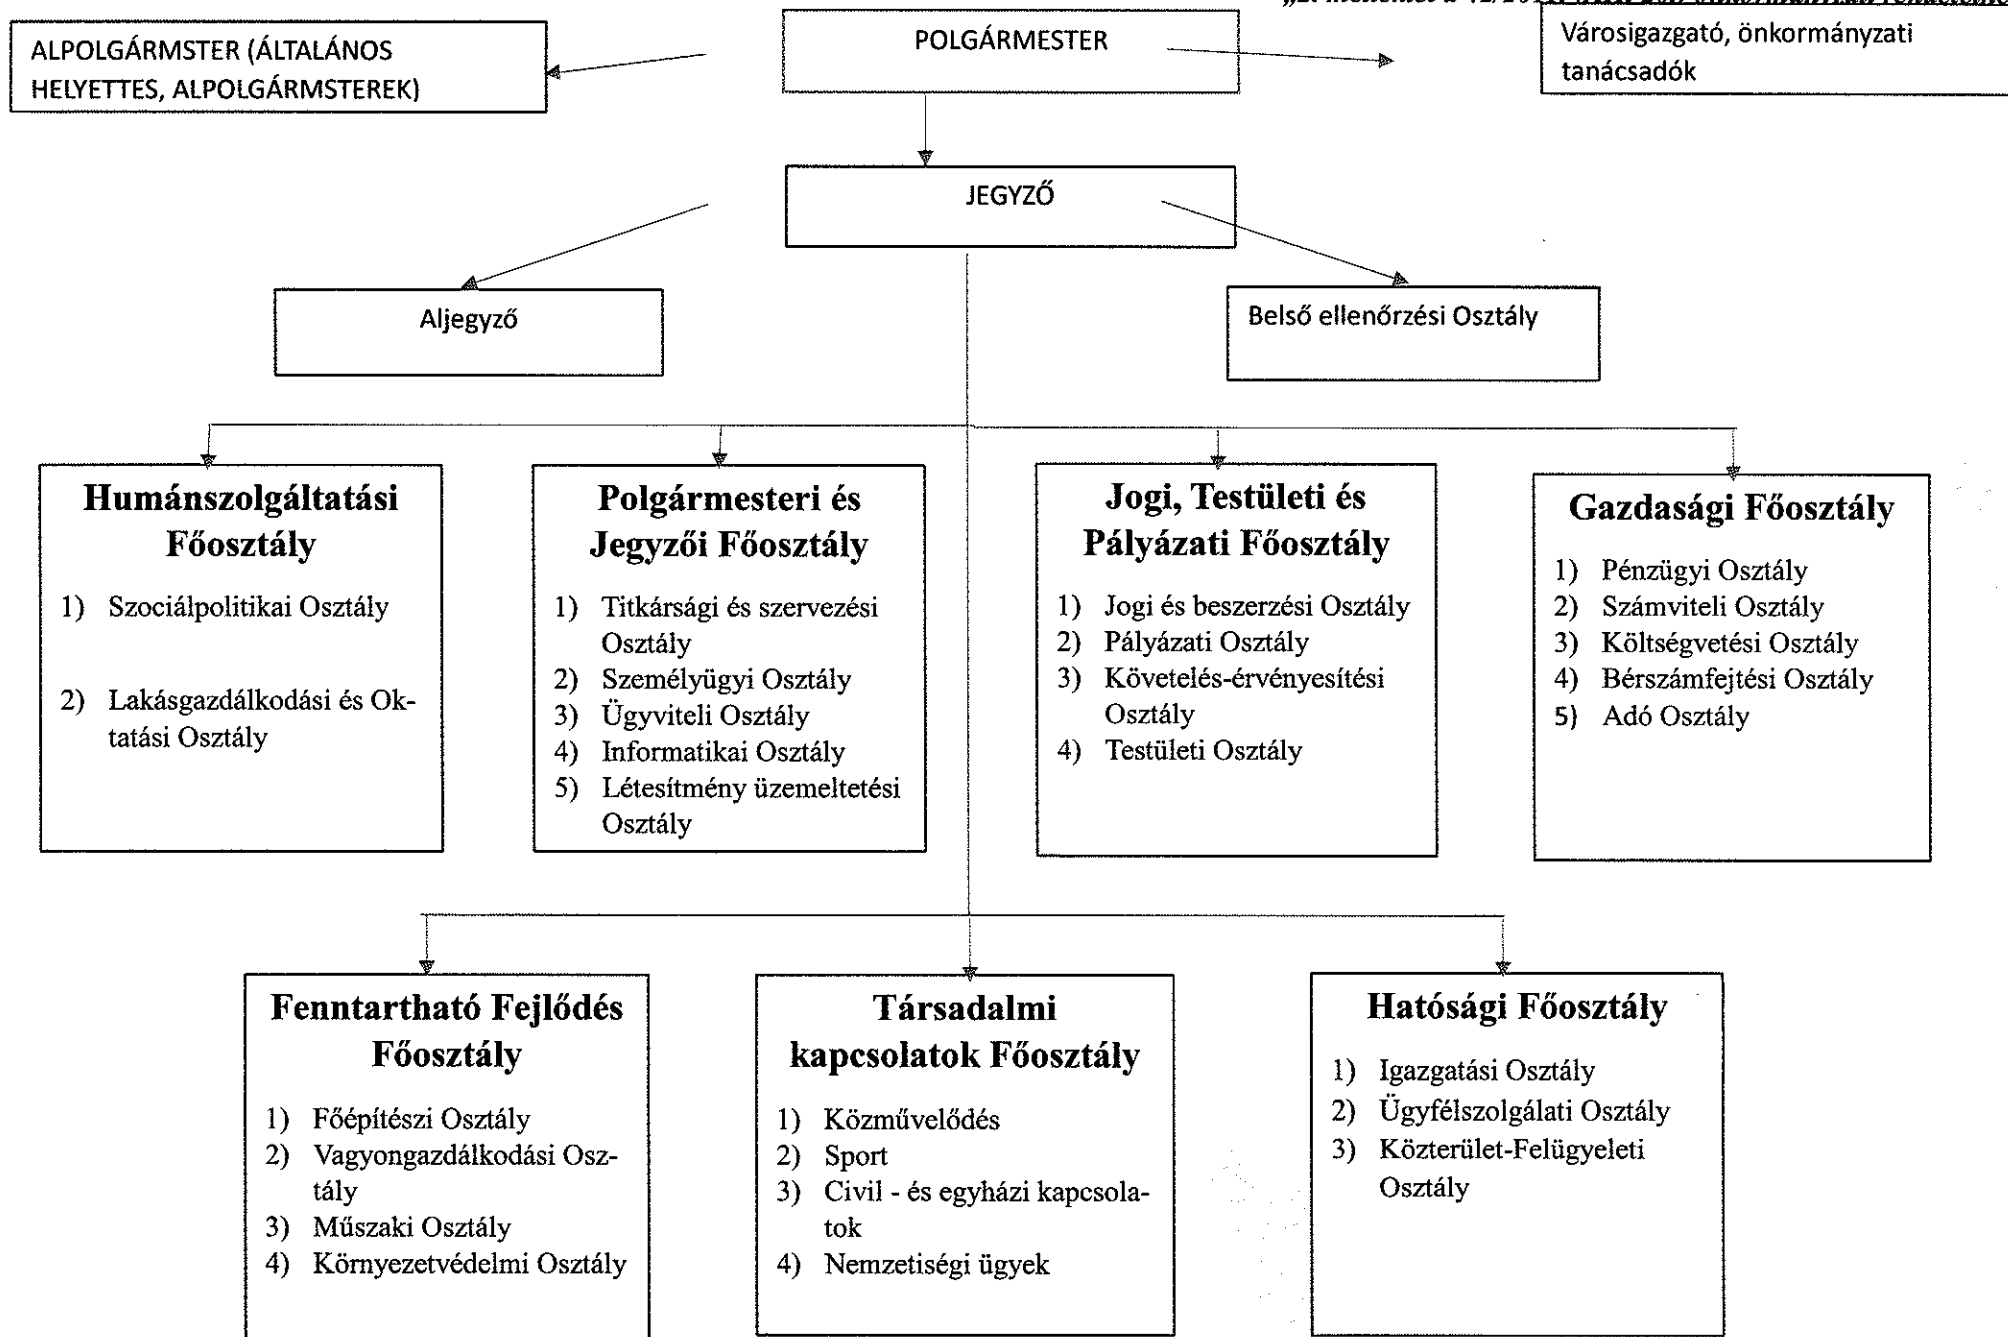 ALPOLGÁRMSTER (ÁLTALÁNOS
HELYETTES, ALPOLGÁRMSTEREK)
POLGÁRMESTER
Városigazgató, önkormányzati
tanácsadók
JEGYZŐ
Aljegyző
Belső ellenőrzési Osztály
Humánszolgáltatási
Főosztály
1) Szociálpolitikai Osztály
2) Lakásgazdálkodási és Ok-
tatási Osztály
Polgármesteri és
Jegyzői Főosztály
1) Titkársági és szervezési
Osztály
2) Személyügyi Osztály
3) Ügyviteli Osztály
4) Informatikai Osztály
5) Létesítmény üzemeltetési
Osztály
Jogi, Testületi és
Pályázati Főosztály
1) Jogi és beszerzési Osztály
2) Pályázati Osztály
3) Követelés-érvényesítési
Osztály
4) Testületi Osztály
Gazdasági Főosztály
1) Pénzügyi Osztály
2) Számviteli Osztály
3) Költségvetési Osztály
4) Bérszámfejtési Osztály
5) Adó Osztály
Fenntartható Fejlődés
Főosztály
1) Főépítészi Osztály
2) Vagyongazdálkodási Osz-
tály
3) Műszaki Osztály
4) Környezetvédelmi Osztály
Társadalmi
kapcsolatok Főosztály
1) Közművelődés
2) Sport
3) Civil - és egyházi kapcsola-
tok
4) Nemzetiségi ügyek
Hatósági Főosztály
1) Igazgatási Osztály
2) Ügyfélszolgálati Osztály
3) Közterület-Felügyeleti
Osztály